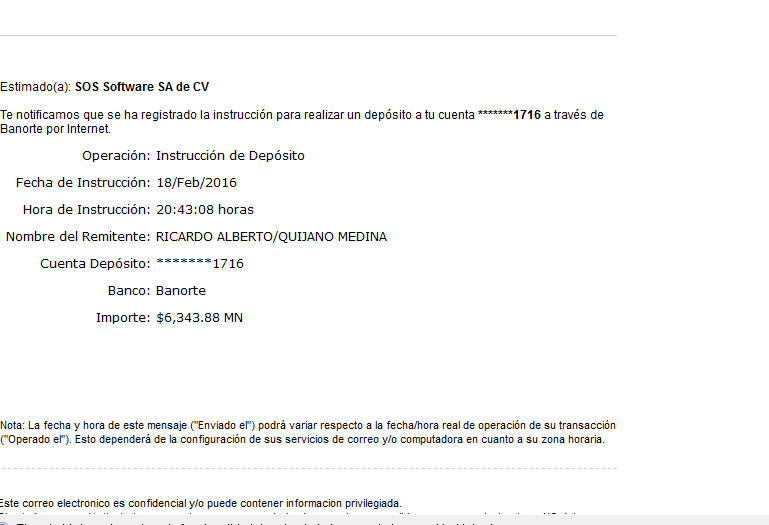 Estimado(a): SOS Software SA de CV
Te notificamos que se ha registrado la instrucción para realizar un depósito a tu cuenta *******1716 a través de
Banorte por Internet.
Operación: Instrucción de Depósito
Fecha de Instrucción: 18/Feb/2016
Hora de Instrucción: 20:43:08 horas
Nombre del Remitente: RICARDO ALBERTO/QUIJANO MEDINA
Cuenta Depósito: *******1716
Banco: Banorte
Importe: $6,343.88 MN
Nota: La fecha y hora de este mensaje ("Enviado el") podrá variar respecto a la fecha/hora real de operación de su transacción
("Operado el"). Esto dependerá de la configuración de sus servicios de correo y/o computadora en cuanto a su zona horaria.
Este correo electronico es confidencial y/o puede contener informacion privilegiada.